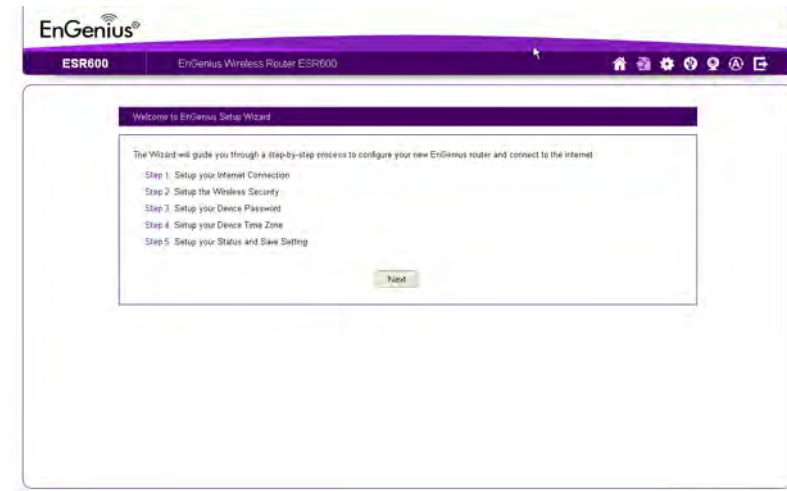 EnGenius®
ESR600 EnGenius Wireless Router ESR600
Welcome to EnGenius Setup Wizard
The Wizard will guide you through a step-by-step process to configure your new EnGenius router and connect to the internet
Step 1. Setup your Internet Connection
Step 2. Setup the Wireless Security
Step 3. Setup your Device Password
Step 4. Setup your Device Time Zone
Step 5. Setup your Status and Save Setting
Next